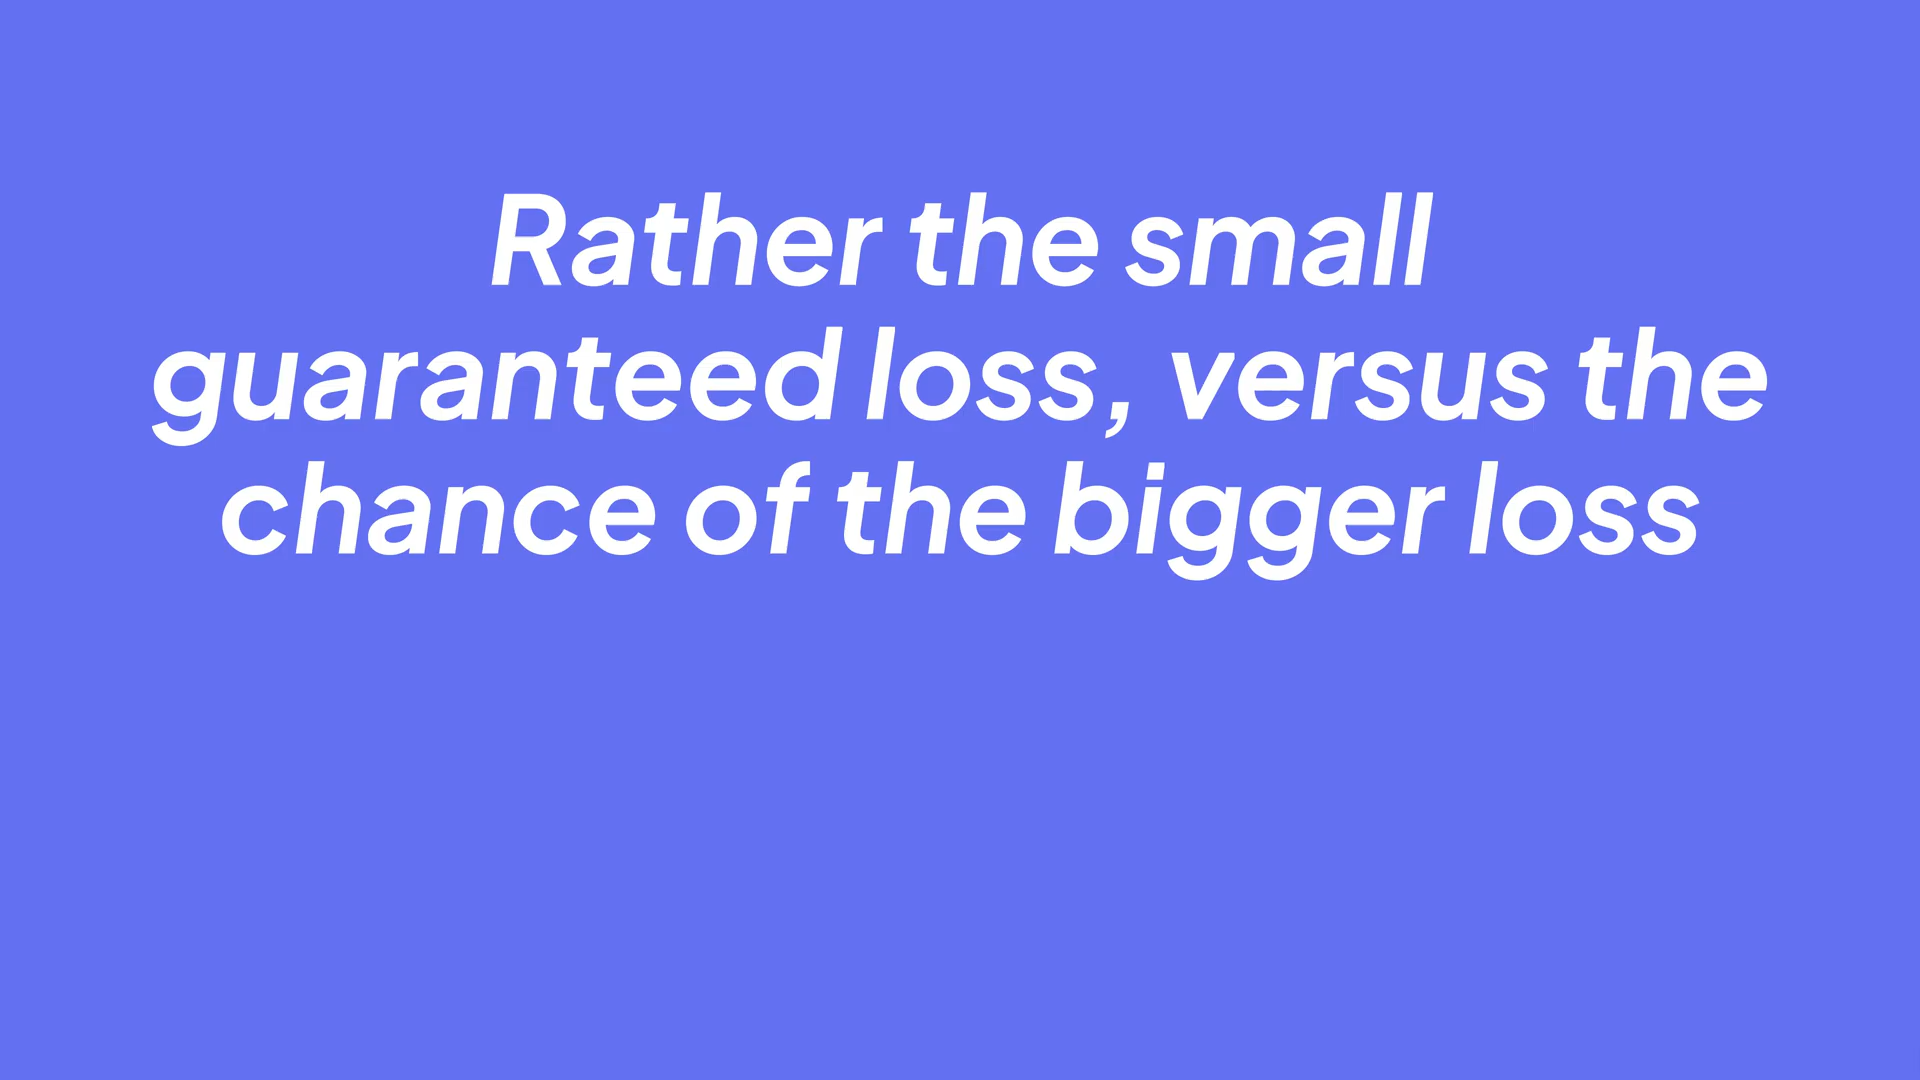 Rather the small
guaranteed loss, versus the
chance of the bigger loss